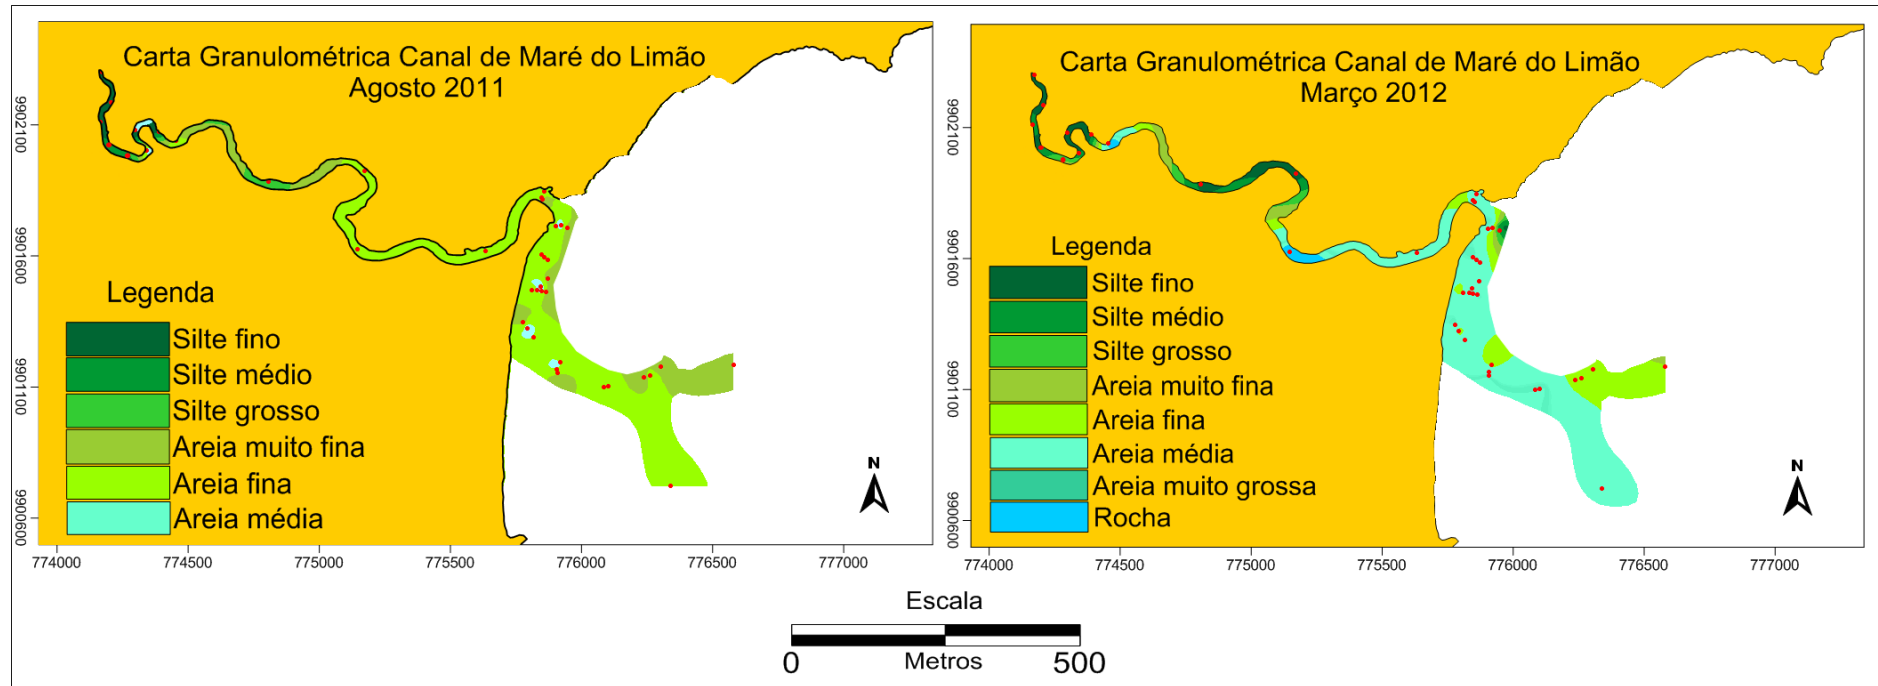 Carta Granulométrica Canal de Maré do Limão
Agosto 2011
9902100
9901600
9901100
9900600
Legenda
Silte fino
Silte médio
Silte grosso
Areia muito fina
Areia fina
Areia média
N
774000 774500 775000 775500 776000 776500 777000
Carta Granulométrica Canal de Maré do Limão
Março 2012
9902100
9901600
9901100
9900600
Legenda
Silte fino
Silte médio
Silte grosso
Areia muito fina
Areia fina
Areia média
Areia muito grossa
Rocha
N
774000 774500 775000 775500 776000 776500 777000
Escala
0 Metros 500